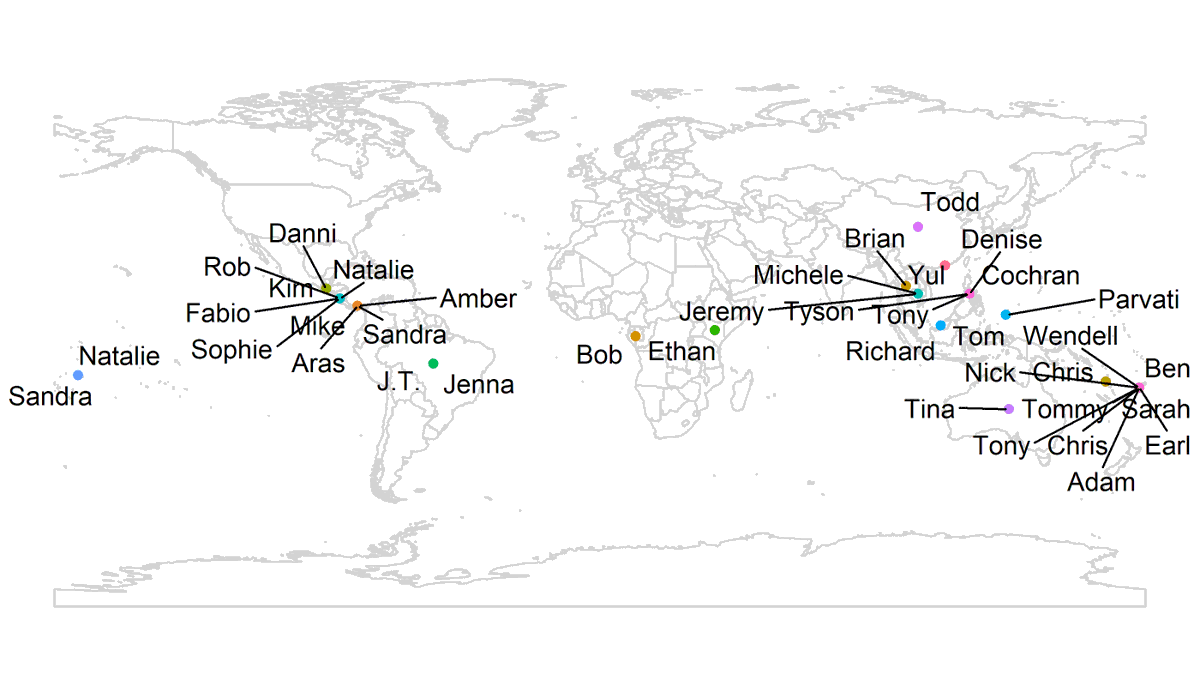 Todd
Danni
Brian
Denise
Rob
Natalie
Michele
Yul
Cochran
Kim
Fabio
Amber
Jeremy
Tyson
Tony
Parvati
Mike
Sandra
Sophie
Aras
Bob
Ethan
Richard
Tom
Wendell
Natalie
Sandra
J.T.
Jenna
Nick
Chris
Ben
Tina
Tommy
Sarah
Tony
Chris
Earl
Adam